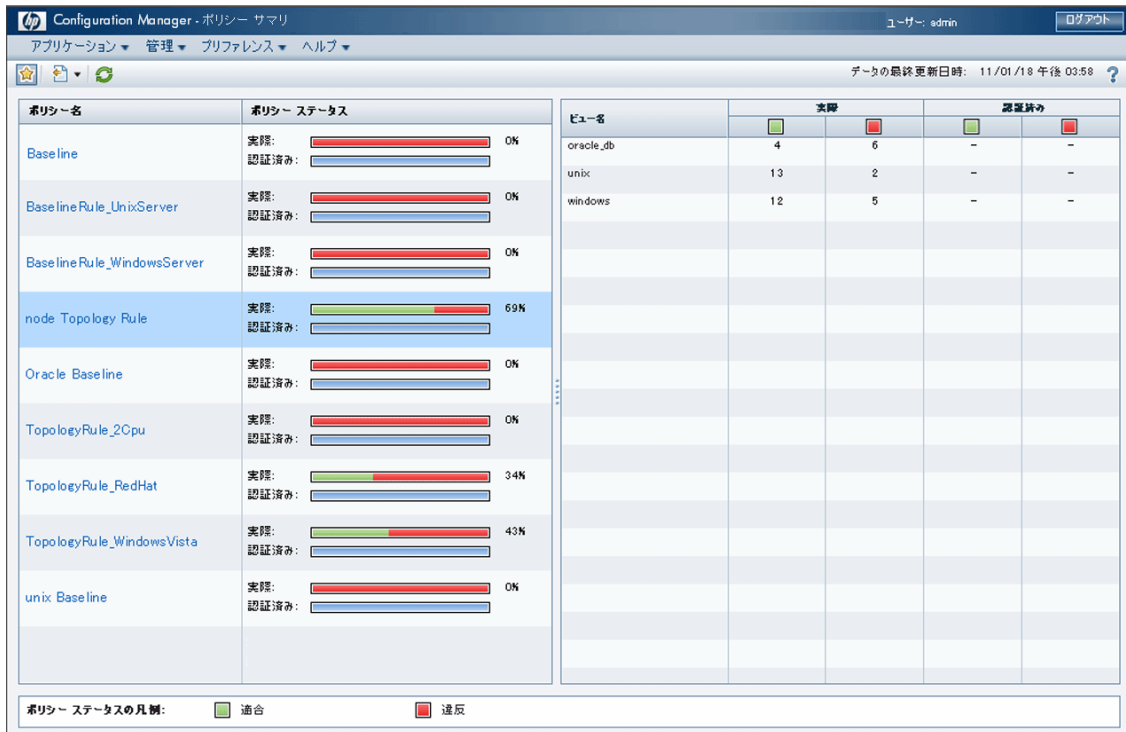 hp Configuration Manager - ポリシー サマリ ユーザー: admin ログアウト
アプリケーション 管理 プリファレンス ヘルプ
データの最終更新日時: 11/01/18 午後 03:58 ?
ポリシー名 ポリシー ステータス
Baseline
実際: 0%
認証済み:
BaselineRule_UnixServer
実際: 0%
認証済み:
BaselineRule_WindowsServer
実際: 0%
認証済み:
node Topology Rule
実際: 69%
認証済み:
Oracle Baseline
実際: 0%
認証済み:
TopologyRule_2Cpu
実際: 0%
認証済み:
TopologyRule_RedHat
実際: 34%
認証済み:
TopologyRule_WindowsVista
実際: 43%
認証済み:
unix Baseline
実際: 0%
認証済み:
ビュー名 実際 認証済み
oracle_db 4 6 - -
unix 13 2 - -
windows 12 5 - -
ポリシー ステータスの凡例: 適合 違反